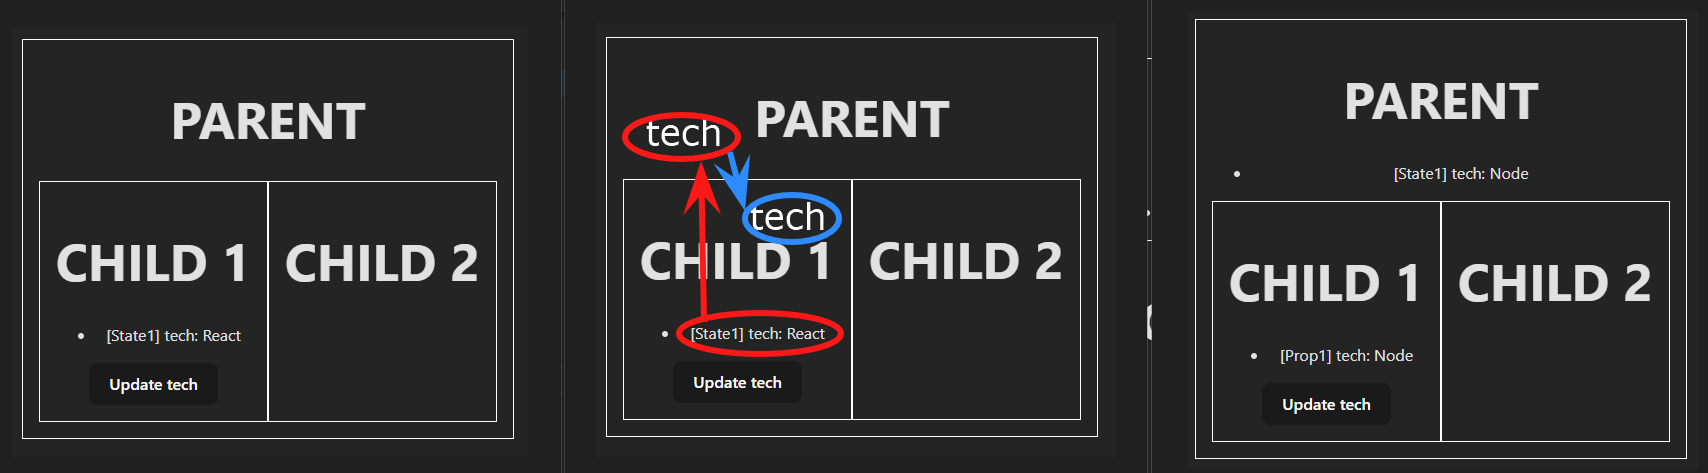 PARENT
CHILD 1
CHILD 2
[State1] tech: React
Update tech
tech
PARENT
tech
CHILD 1
CHILD 2
[State1] tech: React
Update tech
PARENT
[State1] tech: Node
CHILD 1
CHILD 2
[Prop1] tech: Node
Update tech